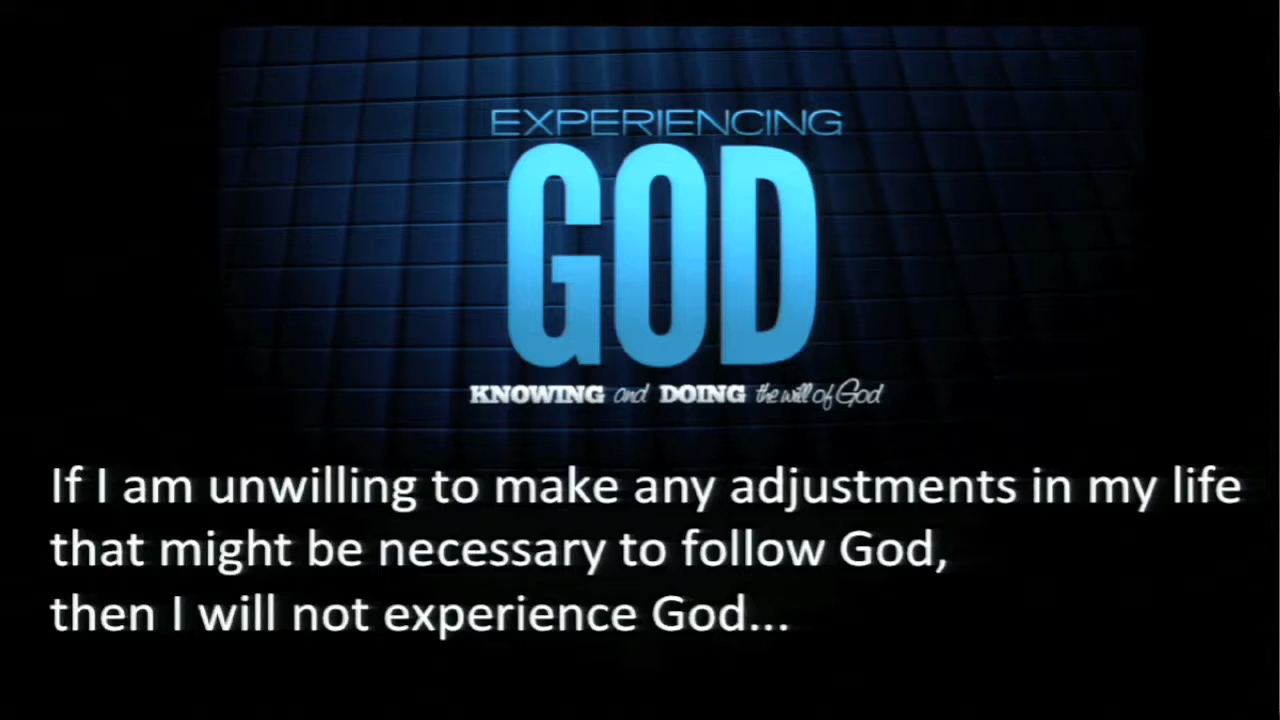 EXPERIENCING
GOD
KNOWING and DOING the will of God
If I am unwilling to make any adjustments in my life
that might be necessary to follow God,
then I will not experience God...